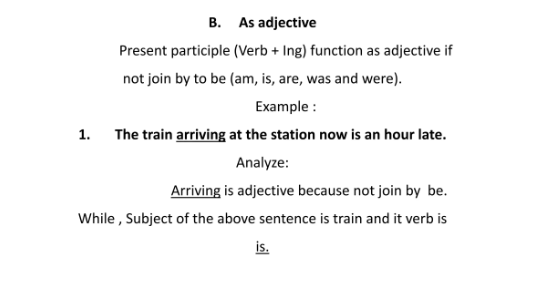 B. As adjective
Present participle (Verb + Ing) function as adjective if
not join by to be (am, is, are, was and were).
Example :
1. The train arriving at the station now is an hour late.
Analyze:
Arriving is adjective because not join by be.
While , Subject of the above sentence is train and it verb is
is.